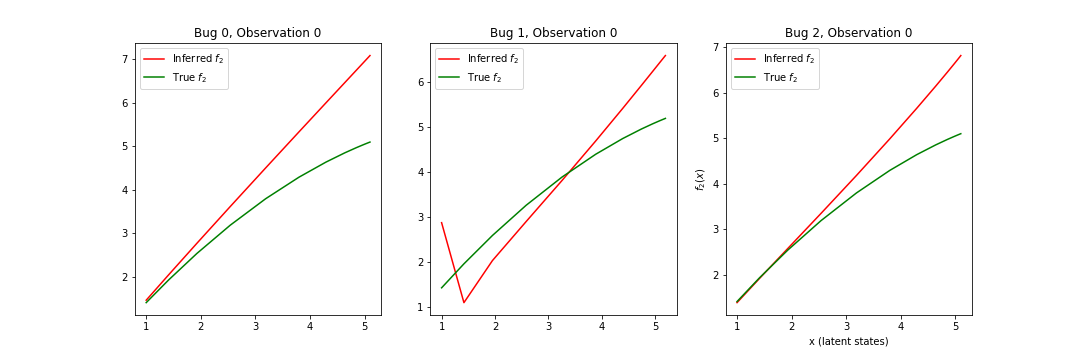 Bug 0, Observation 0
Inferred f₂
True f₂
7
6
5
4
3
2
1 2 3 4 5
Bug 1, Observation 0
Inferred f₂
True f₂
6
5
4
3
2
1
1 2 3 4 5
Bug 2, Observation 0
Inferred f₂
True f₂
f₂(x)
7
6
5
4
3
2
1 2 3 4 5
x (latent states)